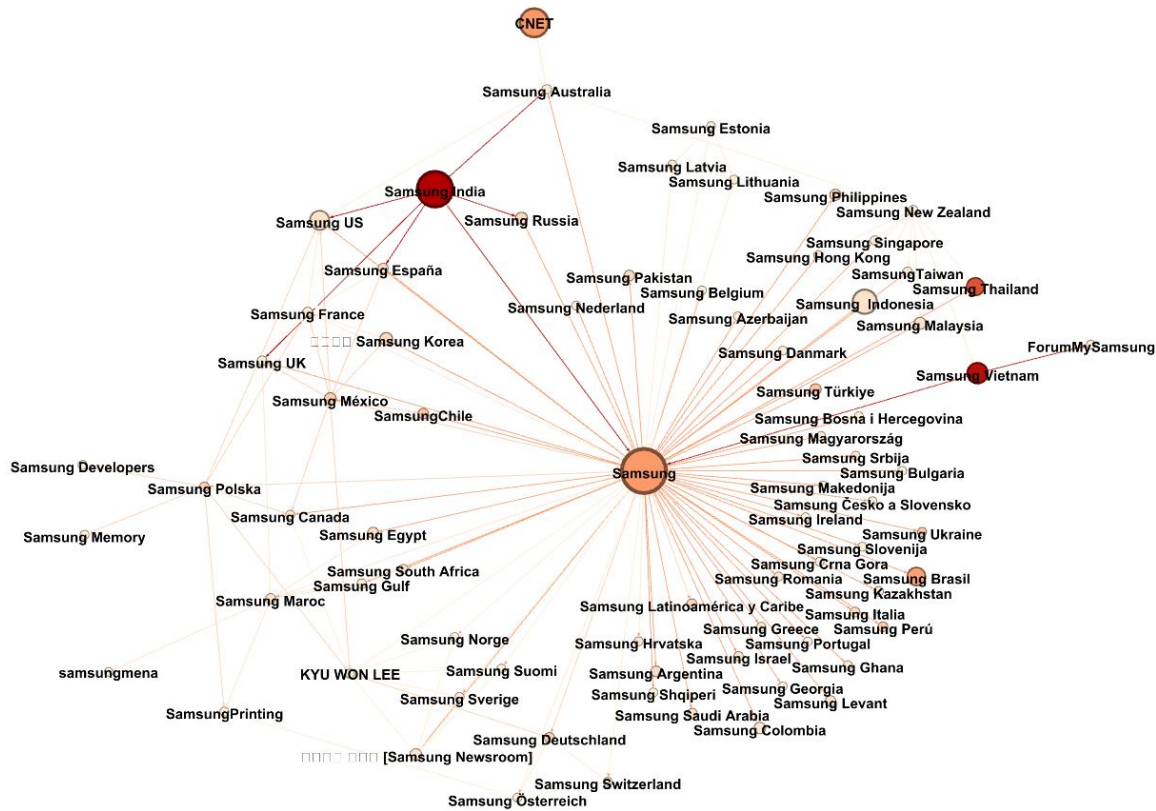 CNET
Samsung Australia
Samsung Estonia
Samsung Latvia
Samsung Lithuania
Samsung India
Samsung Philippines
Samsung US
Samsung Russia
Samsung New Zealand
Samsung Singapore
Samsung Hong Kong
Samsung España
Samsung Pakistan
SamsungTaiwan
Samsung Thailand
Samsung Belgium
Samsung Indonesia
Samsung Nederland
Samsung France
Samsung Azerbaijan
Samsung Malaysia
Samsung Korea
ForumMySamsung
Samsung Danmark
Samsung UK
Samsung Vietnam
Samsung Türkiye
Samsung México
SamsungChile
Samsung Bosna i Hercegovina
Samsung Magyarország
Samsung Srbija
Samsung Developers
Samsung
Samsung Bulgaria
Samsung Polska
Samsung Makedonija
Samsung Česko a Slovensko
Samsung Canada
Samsung Ireland
Samsung Memory
Samsung Egypt
Samsung Ukraine
Samsung Slovenija
Samsung Crna Gora
Samsung South Africa
Samsung Romania
Samsung Brasil
Samsung Gulf
Samsung Kazakhstan
Samsung Maroc
Samsung Latinoamérica y Caribe
Samsung Italia
Samsung Greece
Samsung Perú
Samsung Norge
Samsung Hrvatska
Samsung Portugal
Samsung Israel
samsungmena
KYU WON LEE
Samsung Suomi
Samsung Argentina
Samsung Ghana
Samsung Georgia
Samsung Sverige
Samsung Shqiperi
Samsung Levant
SamsungPrinting
Samsung Saudi Arabia
Samsung Colombia
Samsung Deutschland
[Samsung Newsroom]
Samsung Switzerland
Samsung Österreich